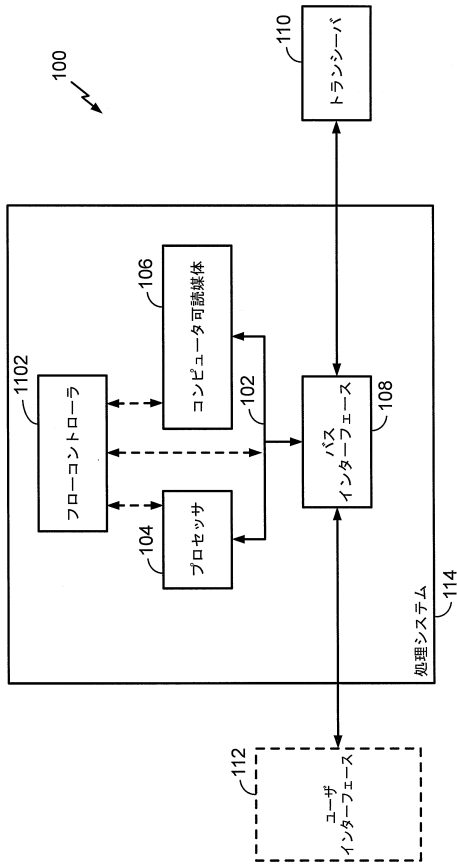 100
1102
フローコントローラ
106
コンピュータ可読媒体
104
プロセッサ
102
108
バス
インターフェース
110
トランシーバ
112
ユーザ
インターフェース
処理システム
114